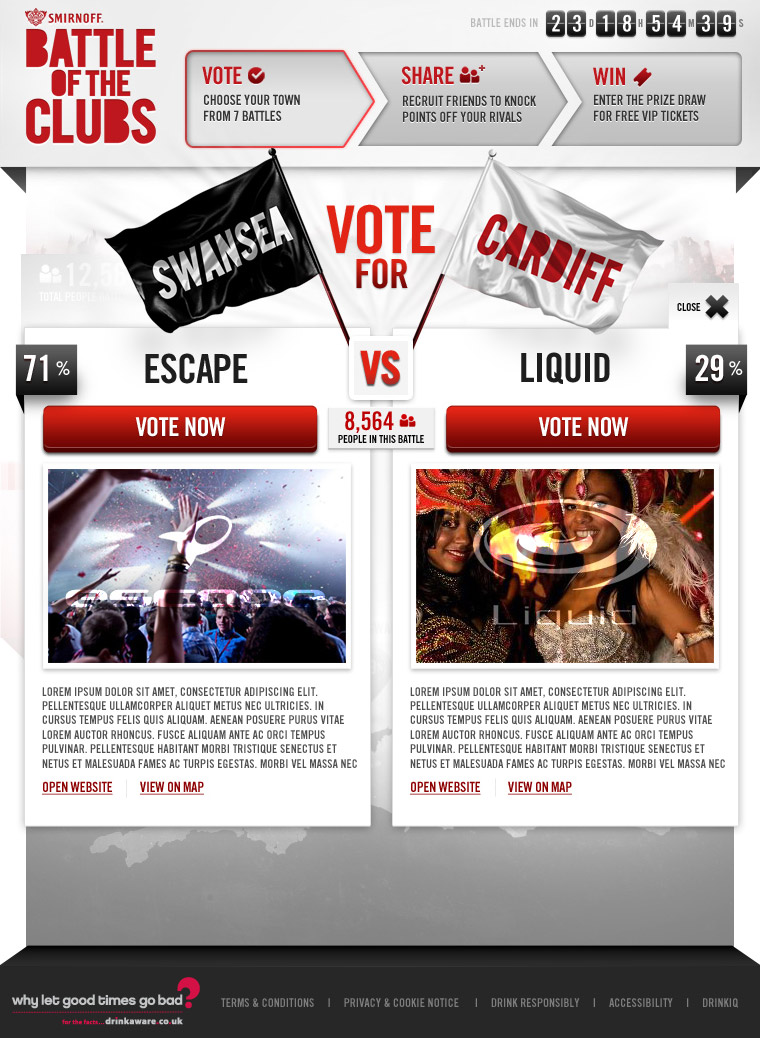 SMIRNOFF.
BATTLE
OF THE
CLUBS
BATTLE ENDS IN 23 D 18 H 54 M 39 S
VOTE
CHOOSE YOUR TOWN
FROM 7 BATTLES
SHARE
RECRUIT FRIENDS TO KNOCK
POINTS OFF YOUR RIVALS
WIN
ENTER THE PRIZE DRAW
FOR FREE VIP TICKETS
SWANSEA
VOTE
FOR
CARDIFF
TOTAL PEOPLE
CLOSE
71 %
ESCAPE
VS
LIQUID
29 %
VOTE NOW
8,564
PEOPLE IN THIS BATTLE
VOTE NOW
Liquid
LOREM IPSUM DOLOR SIT AMET, CONSECTETUR ADIPISCING ELIT.
PELLENTESQUE ULLAMCORPER ALIQUET METUS NEC ULTRICIES. IN
CURSUS TEMPUS FELIS QUIS ALIQUAM. AENEAN POSUERE PURUS VITAE
LOREM AUCTOR RHONCUS. FUSCE ALIQUAM ANTE AC ORCI TEMPUS
PULVINAR. PELLENTESQUE HABITANT MORBI TRISTIQUE SENECTUS ET
NETUS ET MALESUADA FAMES AC TURPIS EGESTAS. MORBI VEL MASSA NEC
OPEN WEBSITE
VIEW ON MAP
LOREM IPSUM DOLOR SIT AMET, CONSECTETUR ADIPISCING ELIT.
PELLENTESQUE ULLAMCORPER ALIQUET METUS NEC ULTRICIES. IN
CURSUS TEMPUS FELIS QUIS ALIQUAM. AENEAN POSUERE PURUS VITAE
LOREM AUCTOR RHONCUS. FUSCE ALIQUAM ANTE AC ORCI TEMPUS
PULVINAR. PELLENTESQUE HABITANT MORBI TRISTIQUE SENECTUS ET
NETUS ET MALESUADA FAMES AC TURPIS EGESTAS. MORBI VEL MASSA NEC
OPEN WEBSITE
VIEW ON MAP
why let good times go bad?
for the facts... drinkaware.co.uk
TERMS & CONDITIONS | PRIVACY & COOKIE NOTICE | DRINK RESPONSIBLY | ACCESSIBILITY | DRINKIQ